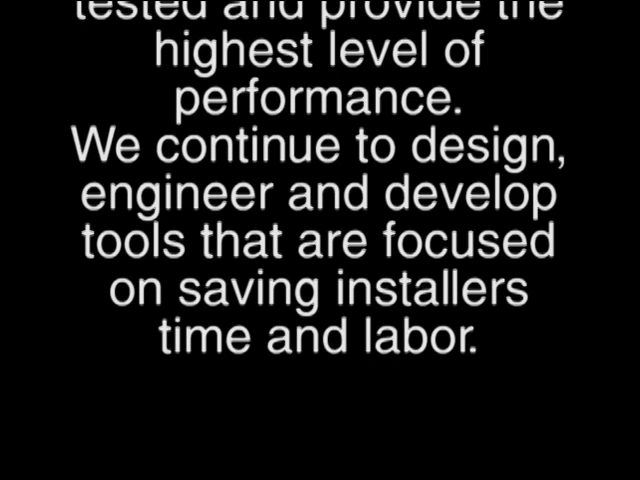 tested and provide the
highest level of
performance.
We continue to design,
engineer and develop
tools that are focused
on saving installers
time and labor.